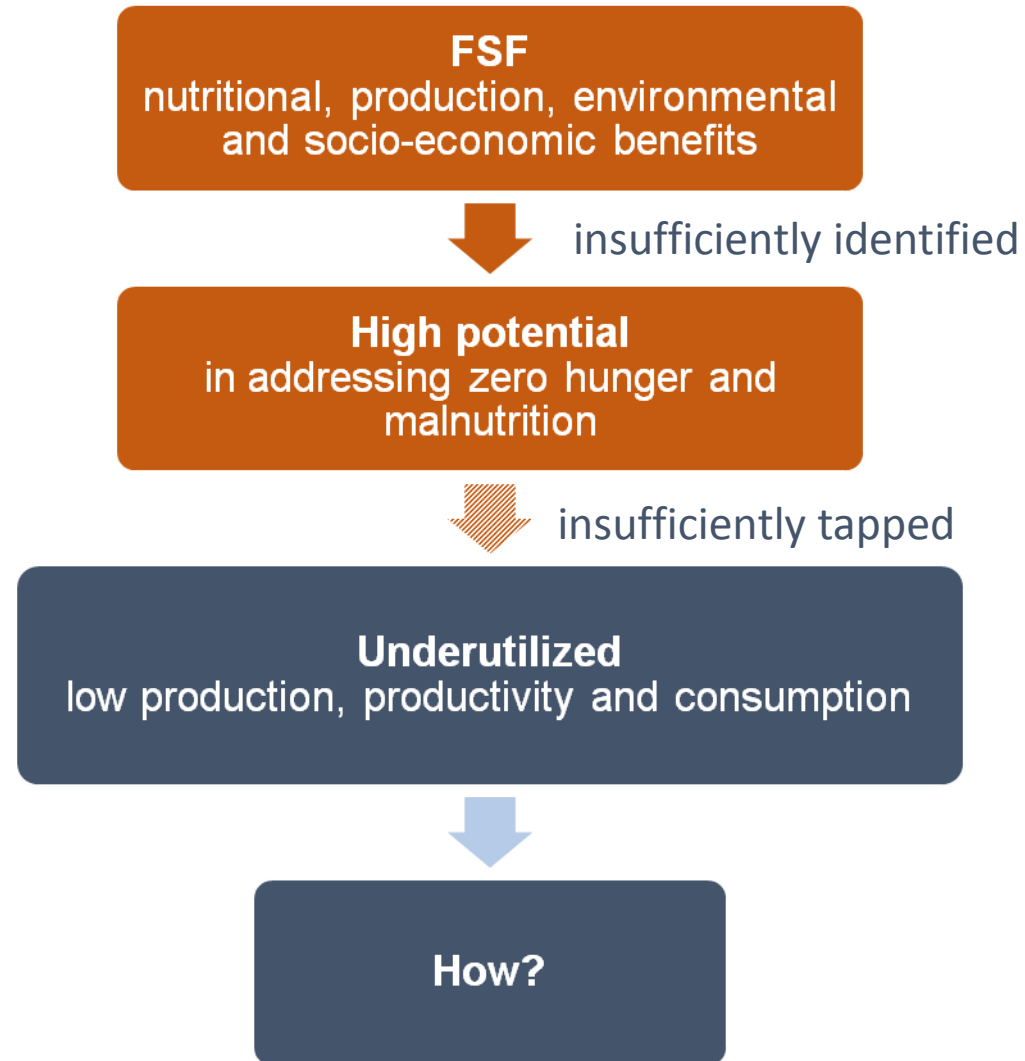 FSF
nutritional, production, environmental
and socio-economic benefits
insufficiently identified
High potential
in addressing zero hunger and
malnutrition
insufficiently tapped
Underutilized
low production, productivity and consumption
How?